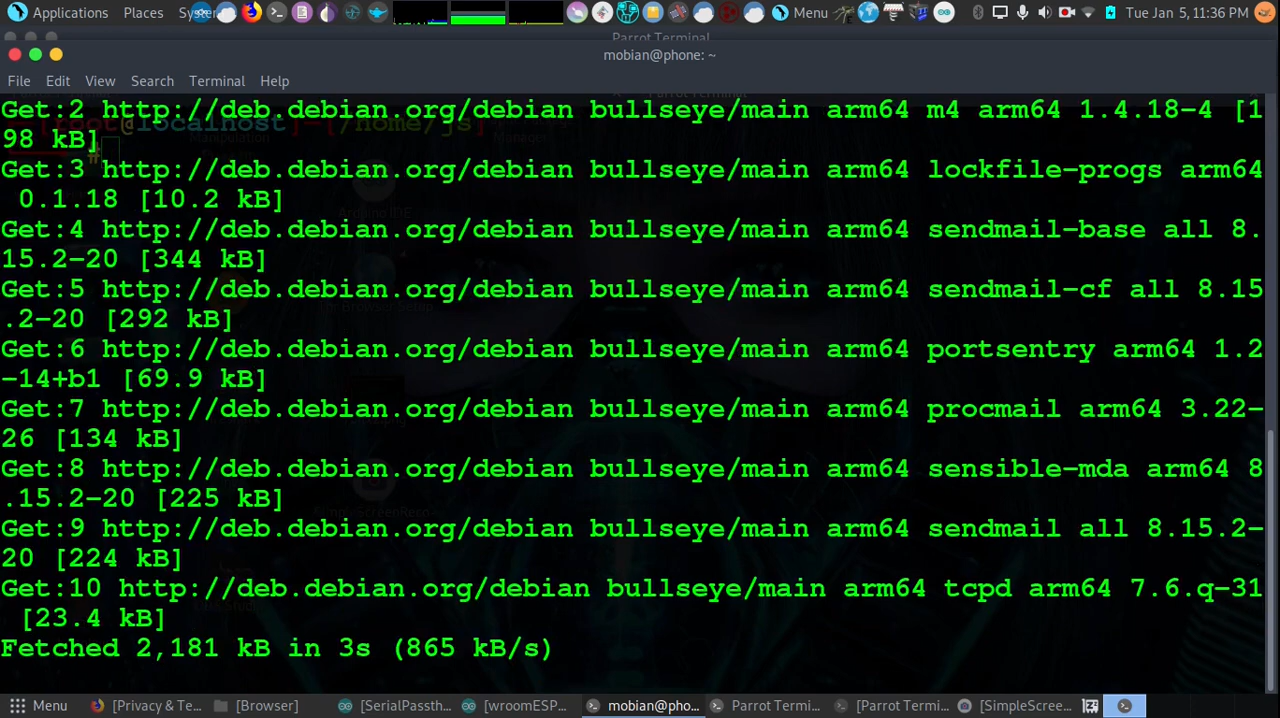 Applications Places System Menu Tue Jan 5, 11:36 PM
Parrot Terminal
mobian@phone: ~
File Edit View Search Terminal Help
Get:2 http://deb.debian.org/debian bullseye/main arm64 m4 arm64 1.4.18-4 [1
98 kB]
Get:3 http://deb.debian.org/debian bullseye/main arm64 lockfile-progs arm64
 0.1.18 [10.2 kB]
Get:4 http://deb.debian.org/debian bullseye/main arm64 sendmail-base all 8.
15.2-20 [344 kB]
Get:5 http://deb.debian.org/debian bullseye/main arm64 sendmail-cf all 8.15
.2-20 [292 kB]
Get:6 http://deb.debian.org/debian bullseye/main arm64 portsentry arm64 1.2
-14+b1 [69.9 kB]
Get:7 http://deb.debian.org/debian bullseye/main arm64 procmail arm64 3.22-
26 [134 kB]
Get:8 http://deb.debian.org/debian bullseye/main arm64 sensible-mda arm64 8
.15.2-20 [225 kB]
Get:9 http://deb.debian.org/debian bullseye/main arm64 sendmail all 8.15.2-
20 [224 kB]
Get:10 http://deb.debian.org/debian bullseye/main arm64 tcpd arm64 7.6.q-31
 [23.4 kB]
Fetched 2,181 kB in 3s (865 kB/s)
[root@localhost]-[/home/js]
#
Menu [Privacy & Te... [Browser] [SerialPassth... [wroomESP... mobian@pho... Parrot Termi... [Parrot Termi... [SimpleScreen...